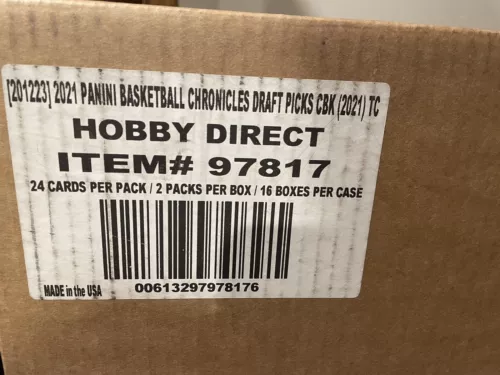 [201223] 2021 PANINI BASKETBALL CHRONICLES DRAFT PICKS CBK (2021) TC
HOBBY DIRECT
ITEM# 97817
24 CARDS PER PACK / 2 PACKS PER BOX / 16 BOXES PER CASE
MADE in the USA
00613297978176